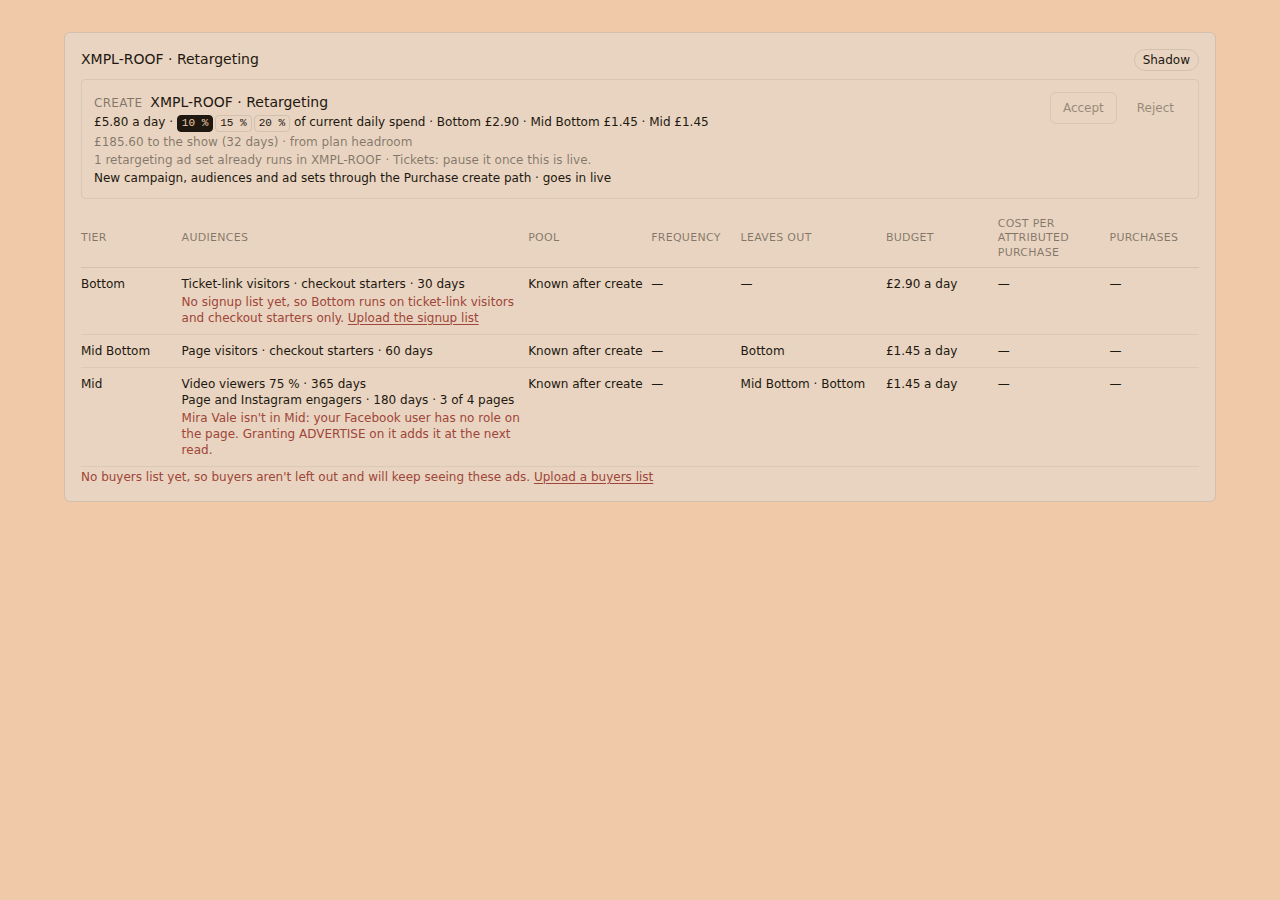 XMPL-ROOF · Retargeting
Shadow
CREATE XMPL-ROOF · Retargeting
Accept
Reject
£5.80 a day · 10 % 15 % 20 % of current daily spend · Bottom £2.90 · Mid Bottom £1.45 · Mid £1.45
£185.60 to the show (32 days) · from plan headroom
1 retargeting ad set already runs in XMPL-ROOF · Tickets: pause it once this is live.
New campaign, audiences and ad sets through the Purchase create path · goes in live
TIER AUDIENCES POOL FREQUENCY LEAVES OUT BUDGET COST PER ATTRIBUTED PURCHASE PURCHASES
Bottom Ticket-link visitors · checkout starters · 30 days Known after create — — £2.90 a day — —
No signup list yet, so Bottom runs on ticket-link visitors
and checkout starters only. Upload the signup list
Mid Bottom Page visitors · checkout starters · 60 days Known after create — Bottom £1.45 a day — —
Mid Video viewers 75 % · 365 days Known after create — Mid Bottom · Bottom £1.45 a day — —
Page and Instagram engagers · 180 days · 3 of 4 pages
Mira Vale isn't in Mid: your Facebook user has no role on
the page. Granting ADVERTISE on it adds it at the next
read.
No buyers list yet, so buyers aren't left out and will keep seeing these ads. Upload a buyers list